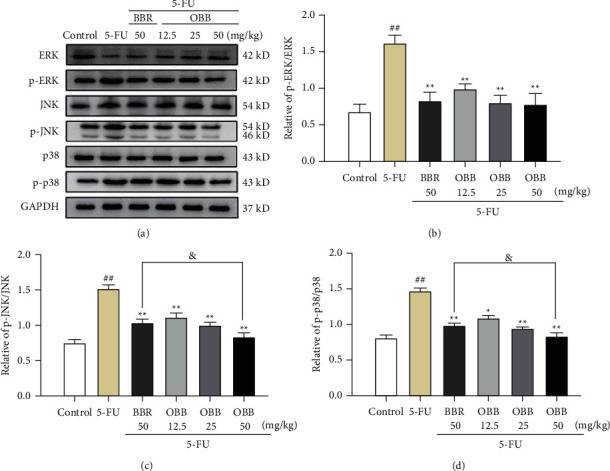 5-FU
BBR OBB
Control 5-FU 50 12.5 25 50 (mg/kg)
ERK 42 kD
p-ERK 42 kD
JNK 54 kD
p-JNK 54 kD
46 kD
p38 43 kD
p-p38 43 kD
GAPDH 37 kD
(a)
Relative of p-ERK/ERK
2.0
1.5
1.0
0.5
0.0
##
** ** ** **
Control 5-FU BBR OBB OBB OBB
50 12.5 25 50 (mg/kg)
5-FU
(b)
Relative of p-JNK/JNK
2.0
1.5
1.0
0.5
0.0
&
##
** ** ** **
Control 5-FU BBR OBB OBB OBB
50 12.5 25 50 (mg/kg)
5-FU
(c)
Relative of p-p38/p38
2.0
1.5
1.0
0.5
0.0
&
##
** * ** **
Control 5-FU BBR OBB OBB OBB
50 12.5 25 50 (mg/kg)
5-FU
(d)